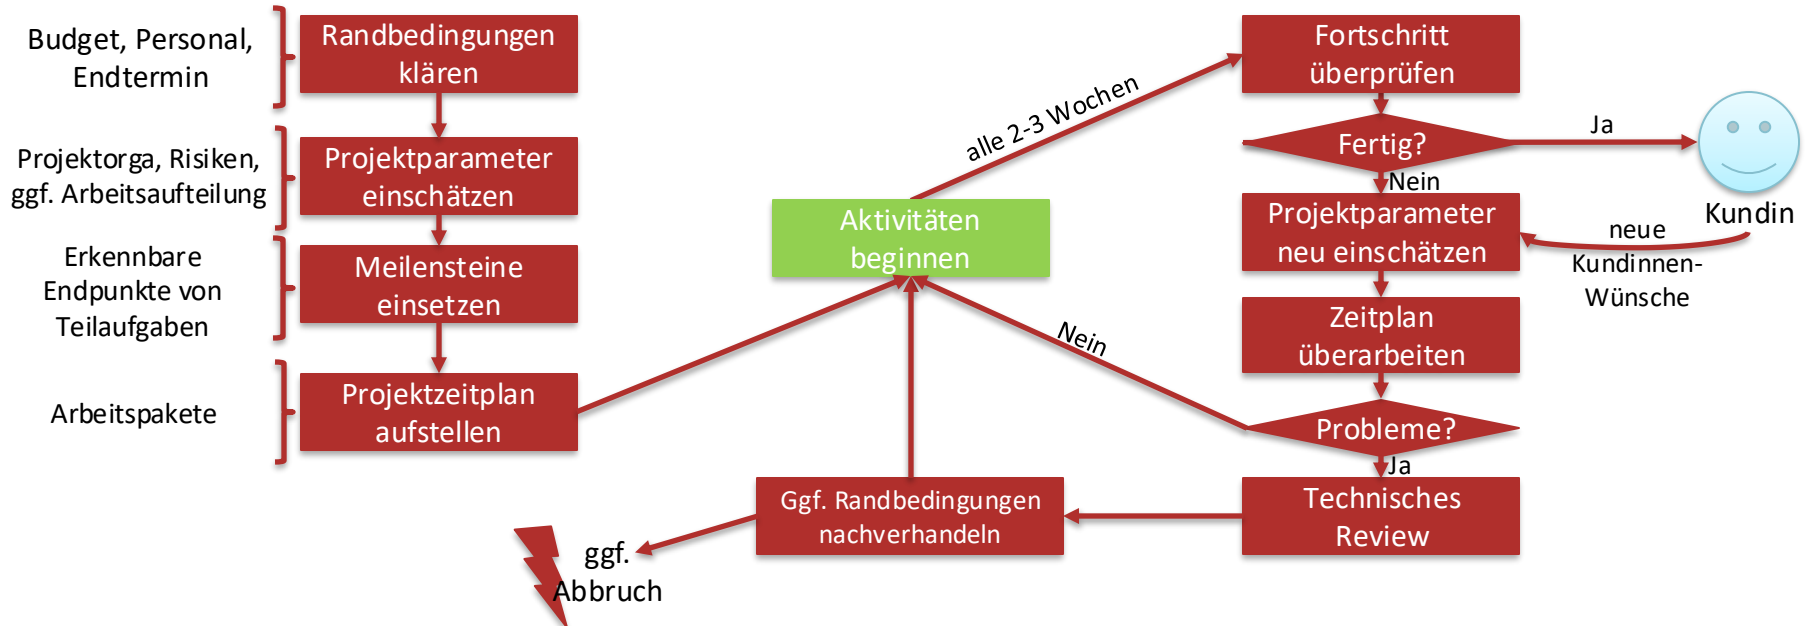 Budget, Personal,
Endtermin
Randbedingungen
klären
Projektorga, Risiken,
ggf. Arbeitsaufteilung
Projektparameter
einschätzen
Erkennbare
Endpunkte von
Teilaufgaben
Meilensteine
einsetzen
Arbeitspakete
Projektzeitplan
aufstellen
Aktivitäten
beginnen
alle 2-3 Wochen
Fortschritt
überprüfen
Fertig?
Ja
Kundin
Nein
Projektparameter
neu einschätzen
neue
Kundinnen-
Wünsche
Zeitplan
überarbeiten
Probleme?
Nein
Ja
Technisches
Review
Ggf. Randbedingungen
nachverhandeln
ggf.
Abbruch